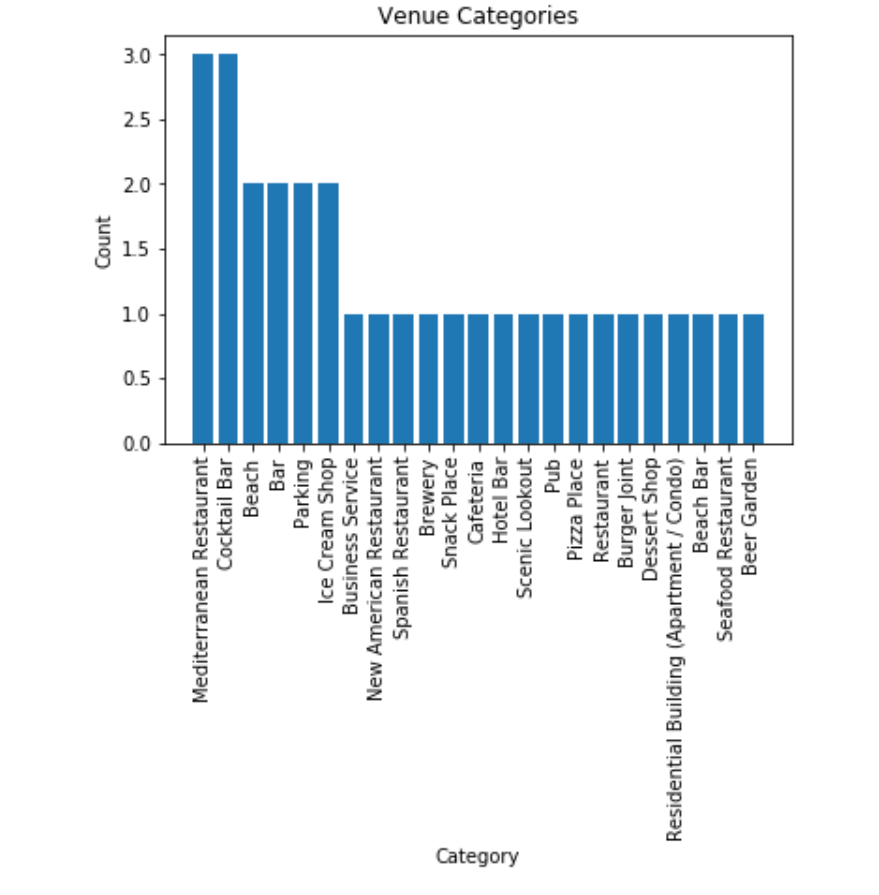 Venue Categories
3.0
2.5
2.0
1.5
1.0
0.5
0.0
Count
Mediterranean Restaurant
Cocktail Bar
Beach
Bar
Parking
Ice Cream Shop
Business Service
New American Restaurant
Spanish Restaurant
Brewery
Snack Place
Cafeteria
Hotel Bar
Scenic Lookout
Pub
Pizza Place
Restaurant
Burger Joint
Dessert Shop
Residential Building (Apartment / Condo)
Beach Bar
Seafood Restaurant
Beer Garden
Category